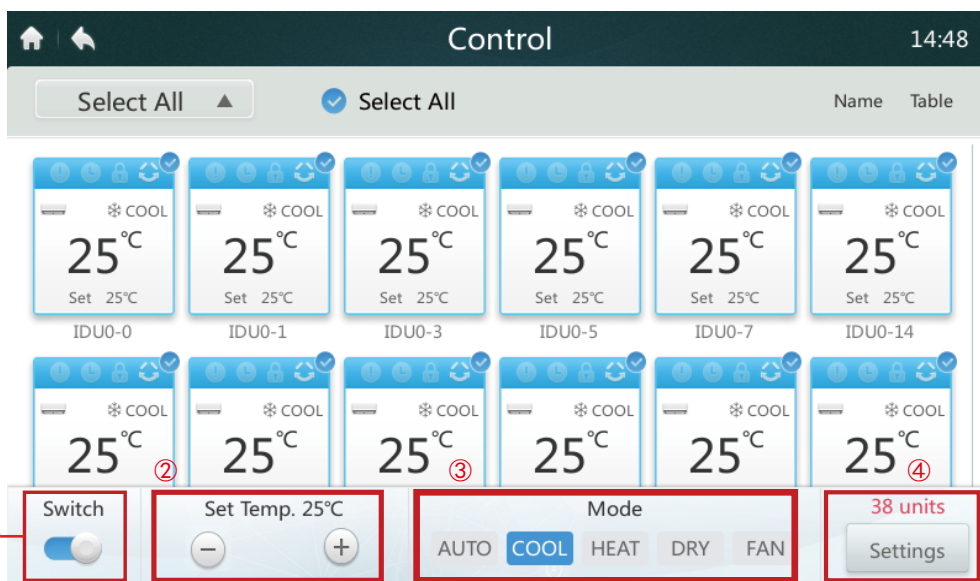 Control 14:48
Select All ▲ Select All Name Table
COOL COOL COOL COOL COOL COOL
25℃ 25℃ 25℃ 25℃ 25℃ 25℃
Set 25℃ Set 25℃ Set 25℃ Set 25℃ Set 25℃ Set 25℃
IDU0-0 IDU0-1 IDU0-3 IDU0-5 IDU0-7 IDU0-14
COOL COOL COOL COOL COOL COOL
25℃ 25℃ 25℃ 25℃ 25℃ 25℃
② ③ ④
Switch Set Temp. 25℃ Mode 38 units
− + AUTO COOL HEAT DRY FAN Settings